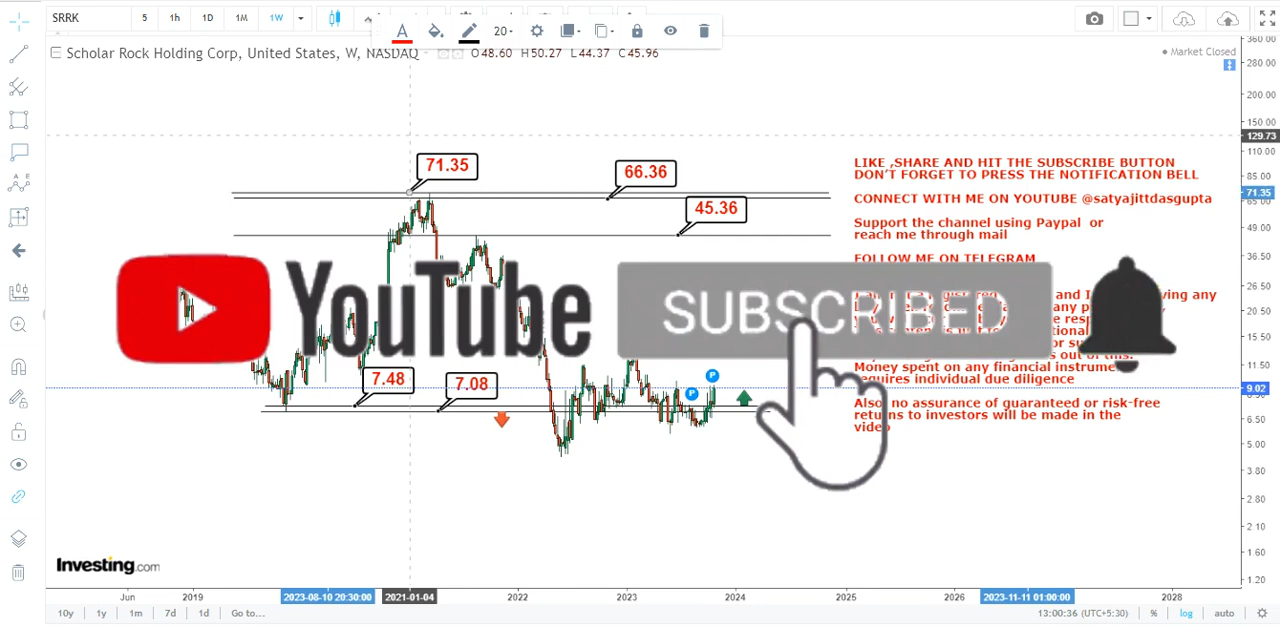 SRRK 5 1h 1D 1M 1W
20
Scholar Rock Holding Corp, United States, W, NASDAQ O48.60 H50.27 L44.37 C45.96
Market Closed
360.00
280.00
200.00
150.00
129.73
110.00
85.00
71.35
65.00
49.00
36.50
26.50
20.50
15.50
11.50
9.02
6.50
5.00
3.80
2.80
2.10
1.60
1.20
71.35
66.36
45.36
7.48
7.08
LIKE ,SHARE AND HIT THE SUBSCRIBE BUTTON
DON'T FORGET TO PRESS THE NOTIFICATION BELL
CONNECT WITH ME ON YOUTUBE @satyajittdasgupta
Support the channel using Paypal or
reach me through mail
FOLLOW ME ON TELEGRAM
YouTube
SUBSCRIBED
and
any
any
out of this.
Money spent on any financial
requires individual due diligence
Also, no assurance of guaranteed or risk-free
returns to investors will be made in the
video
P
P
Investing.com
Jun 2019 2023-08-10 20:30:00 2021-01-04 2022 2023 2024 2025 2026 2023-11-11 01:00:00 2028
10y 1y 1m 7d 1d Go to... 13:00:36 (UTC+5:30) % log auto